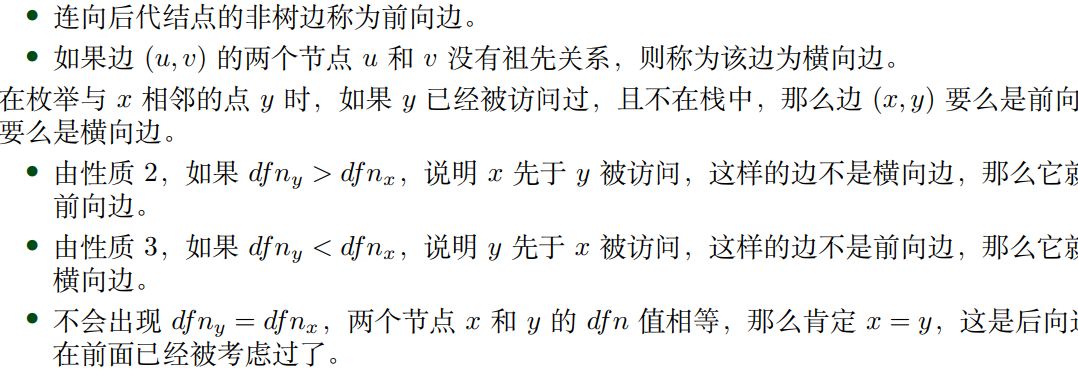 连向后代结点的非树边称为前向边。
如果边 (u, v) 的两个节点 u 和 v 没有祖先关系，则称为该边为横向边。
在枚举与 x 相邻的点 y 时，如果 y 已经被访问过，且不在栈中，那么边 (x, y) 要么是前向
要么是横向边。
由性质 2，如果 dfn_y > dfn_x，说明 x 先于 y 被访问，这样的边不是横向边，那么它就
前向边。
由性质 3，如果 dfn_y < dfn_x，说明 y 先于 x 被访问，这样的边不是前向边，那么它就
横向边。
不会出现 dfn_y = dfn_x，两个节点 x 和 y 的 dfn 值相等，那么肯定 x = y，这是后向
在前面已经被考虑过了。